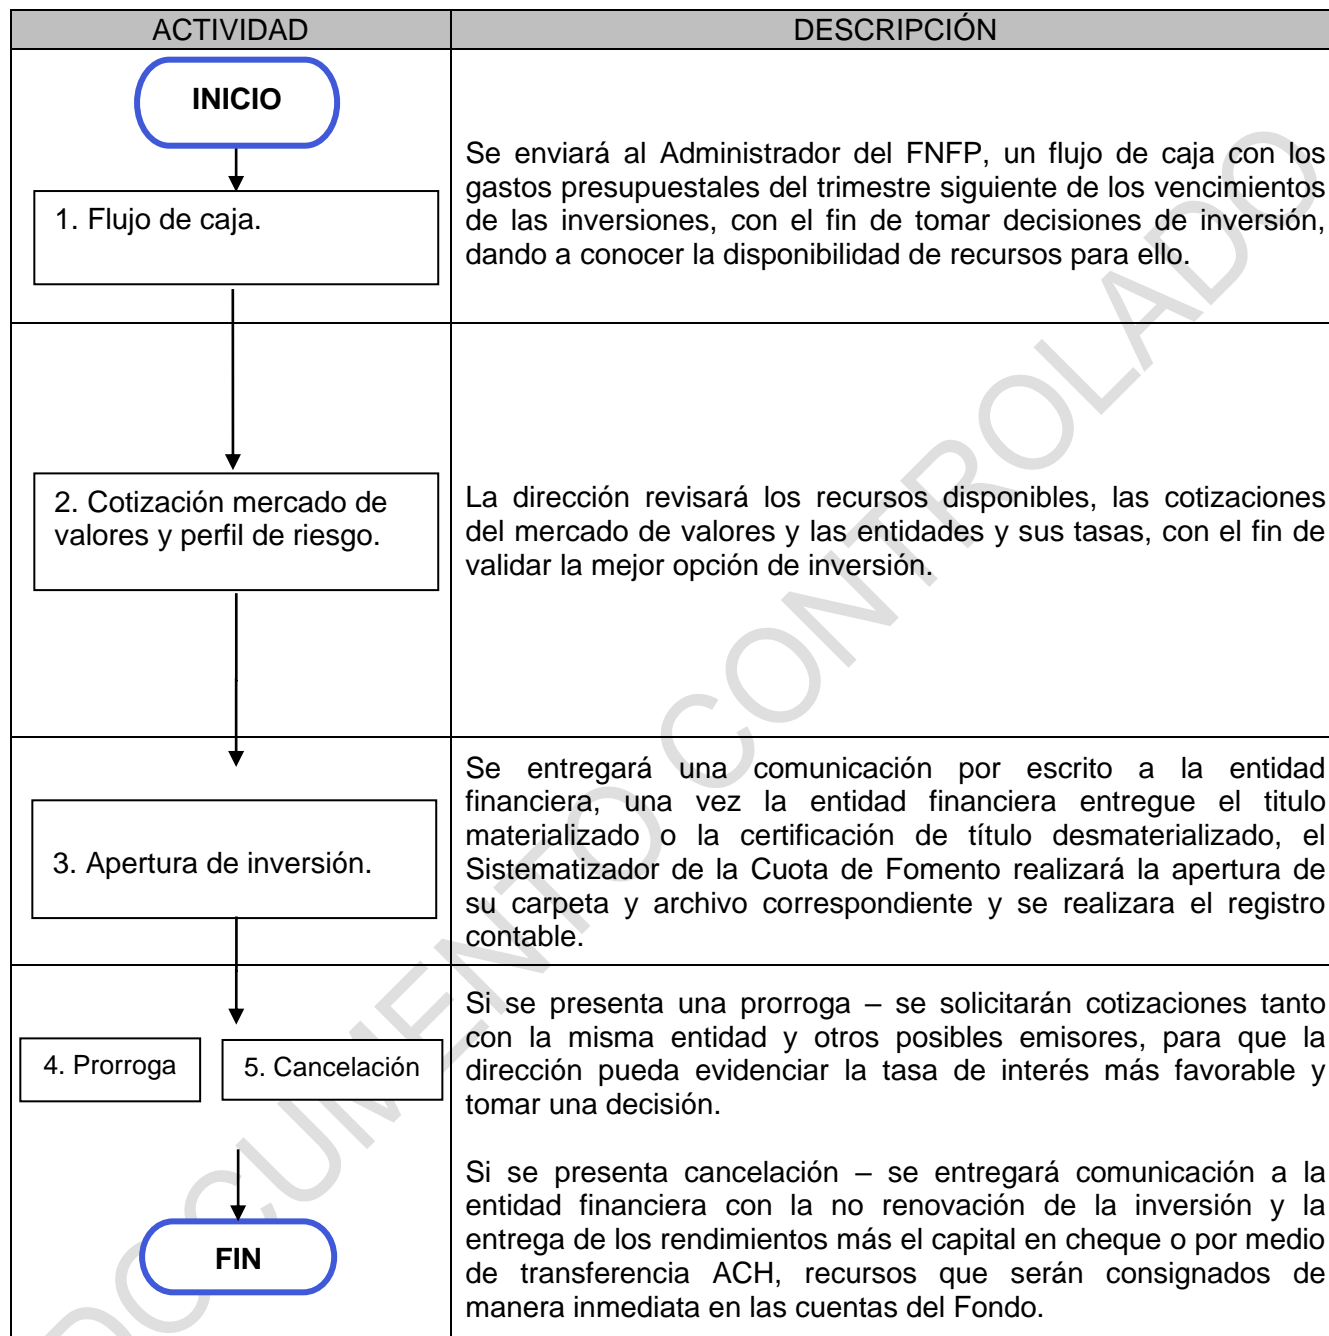 ACTIVIDAD
DESCRIPCIÓN
INICIO
1. Flujo de caja.
Se enviará al Administrador del FNFP, un flujo de caja con los
gastos presupuestales del trimestre siguiente de los vencimientos
de las inversiones, con el fin de tomar decisiones de inversión,
dando a conocer la disponibilidad de recursos para ello.
2. Cotización mercado de
valores y perfil de riesgo.
La dirección revisará los recursos disponibles, las cotizaciones
del mercado de valores y las entidades y sus tasas, con el fin de
validar la mejor opción de inversión.
3. Apertura de inversión.
Se entregará una comunicación por escrito a la entidad
financiera, una vez la entidad financiera entregue el titulo
materializado o la certificación de título desmaterializado, el
Sistematizador de la Cuota de Fomento realizará la apertura de
su carpeta y archivo correspondiente y se realizara el registro
contable.
4. Prorroga
5. Cancelación
FIN
Si se presenta una prorroga – se solicitarán cotizaciones tanto
con la misma entidad y otros posibles emisores, para que la
dirección pueda evidenciar la tasa de interés más favorable y
tomar una decisión.
Si se presenta cancelación – se entregará comunicación a la
entidad financiera con la no renovación de la inversión y la
entrega de los rendimientos más el capital en cheque o por medio
de transferencia ACH, recursos que serán consignados de
manera inmediata en las cuentas del Fondo.
DOCUMENTO CONTROLADO